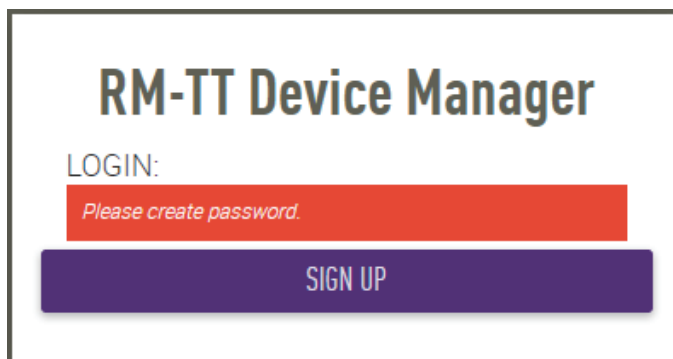 RM-TT Device Manager
LOGIN:
Please create password.
SIGN UP